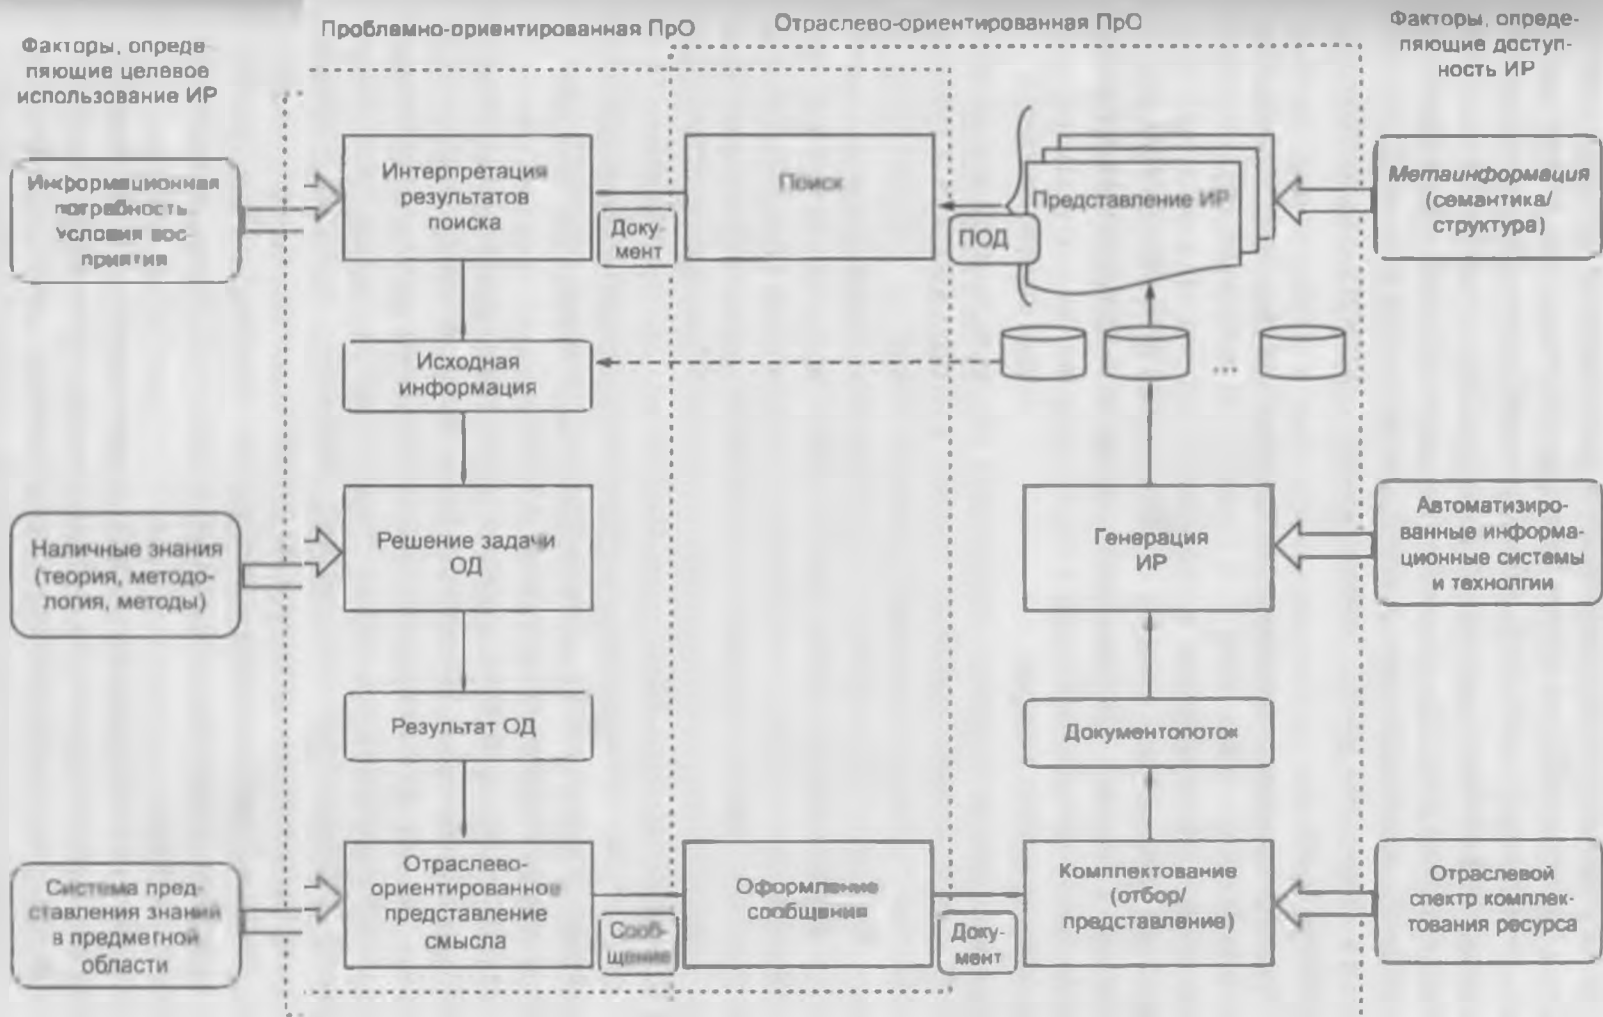 Проблемно-ориентированная ПрО
Отраслево-ориентированная ПрО
Факторы, опреде-
ляющие целевое
использование ИР
Факторы, опреде-
ляющие доступ-
ность ИР
Информационная
потребность
Условия вос-
приятия
Интерпретация
результатов
поиска
Доку-
мент
Поиск
ПОД
Представление ИР
Метаинформация
(семантика/
структура)
Исходная
информация
...
Наличные знания
(теория, методо-
логия, методы)
Решение задачи
ОД
Генерация
ИР
Автоматизиро-
ванные информа-
ционные системы
и технолгии
Результат ОД
Документопоток
Система пред-
ставления знаний
в предметной
области
Отраслево-
ориентированное
представление
смысла
Сооб-
щение
Оформление
сообщения
Доку-
мент
Комплектование
(отбор/
представление)
Отраслевой
спектр комплек-
тования ресурса